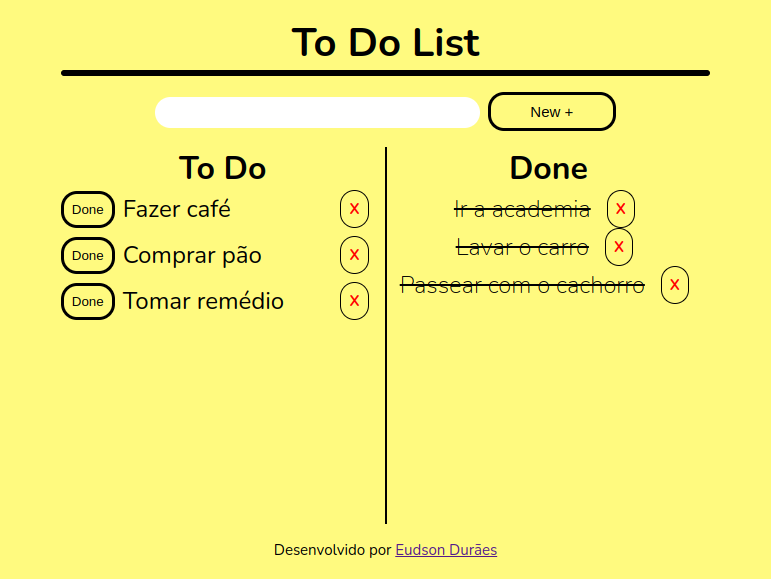 To Do List
New +
To Do
Done Fazer café X
Done Comprar pão X
Done Tomar remédio X
Done
Ir a academia X
Lavar o carro X
Passear com o cachorro X
Desenvolvido por Eudson Durães